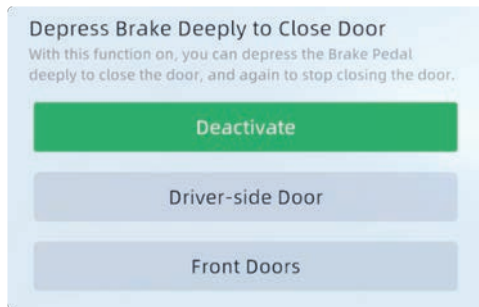 Depress Brake Deeply to Close Door
With this function on, you can depress the Brake Pedal
deeply to close the door, and again to stop closing the door.
Deactivate
Driver-side Door
Front Doors